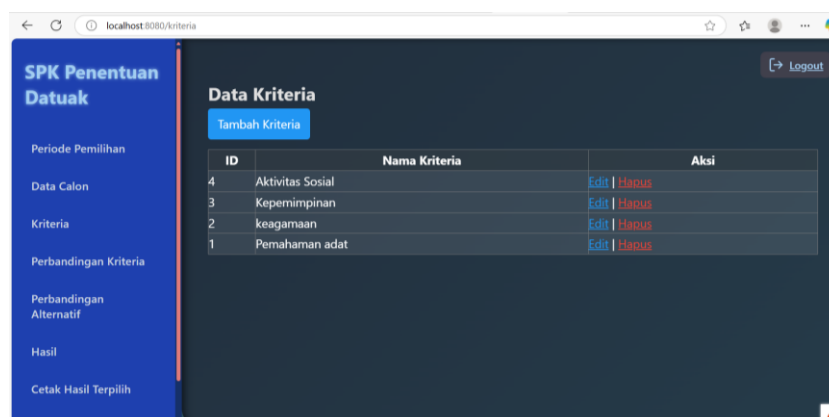 localhost:8080/kriteria
SPK Penentuan
Datuak
Logout
Periode Pemilihan
Data Calon
Kriteria
Perbandingan Kriteria
Perbandingan
Alternatif
Hasil
Cetak Hasil Terpilih
Data Kriteria
Tambah Kriteria
ID Nama Kriteria Aksi
4 Aktivitas Sosial Edit | Hapus
3 Kepemimpinan Edit | Hapus
2 keagamaan Edit | Hapus
1 Pemahaman adat Edit | Hapus